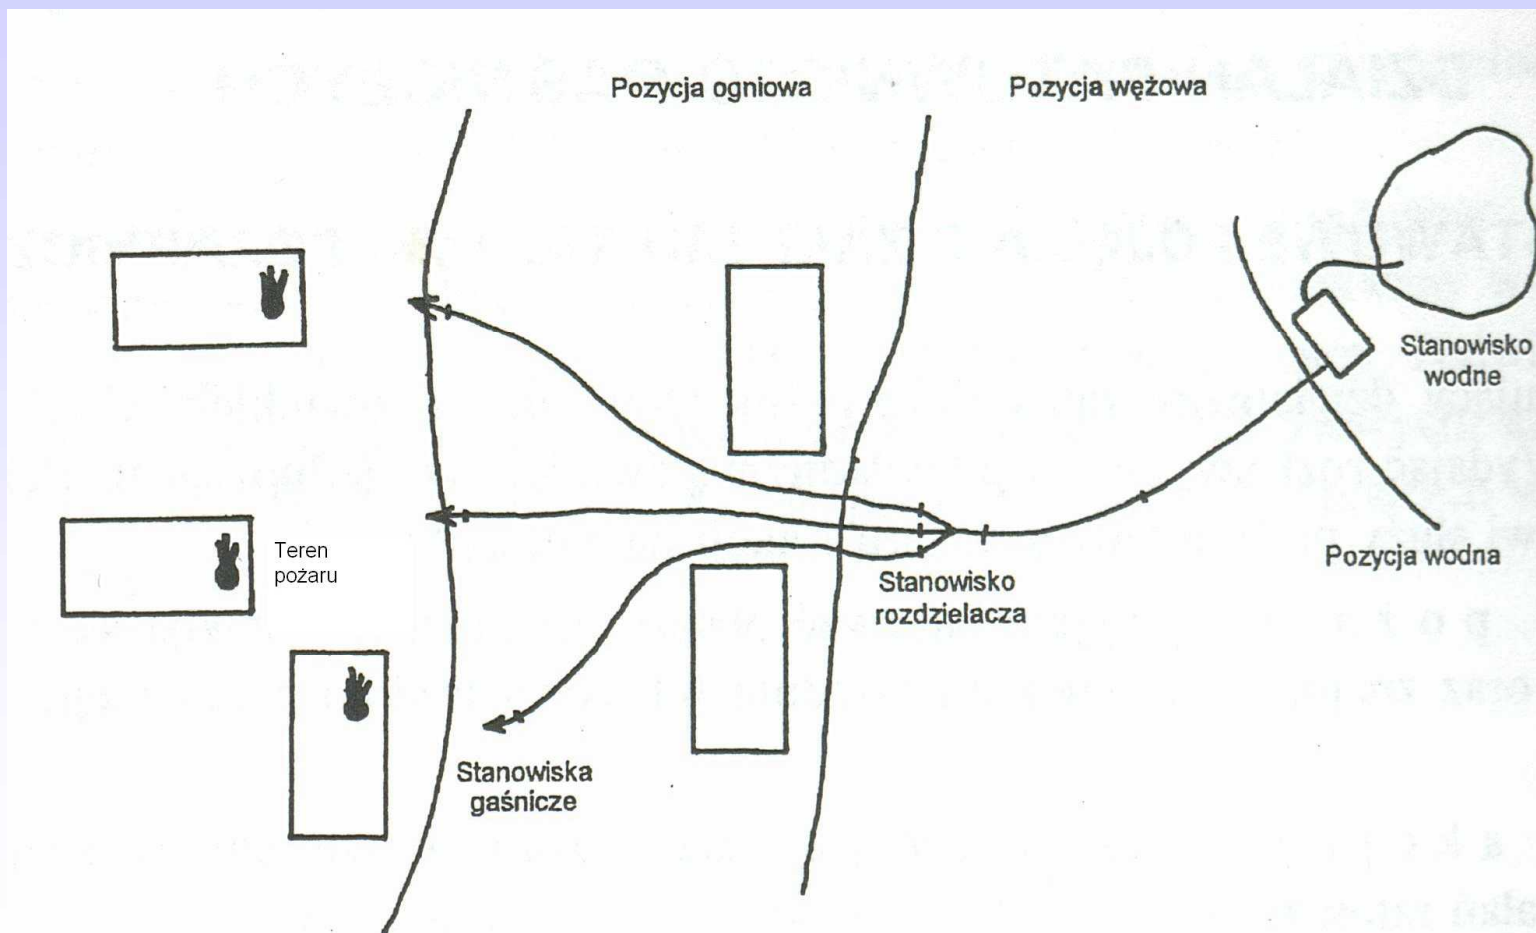 Pozycja ogniowa
Pozycja wężowa
Stanowisko
wodne
Pozycja wodna
Teren
pożaru
Stanowisko
rozdzielacza
Stanowiska
gaśnicze